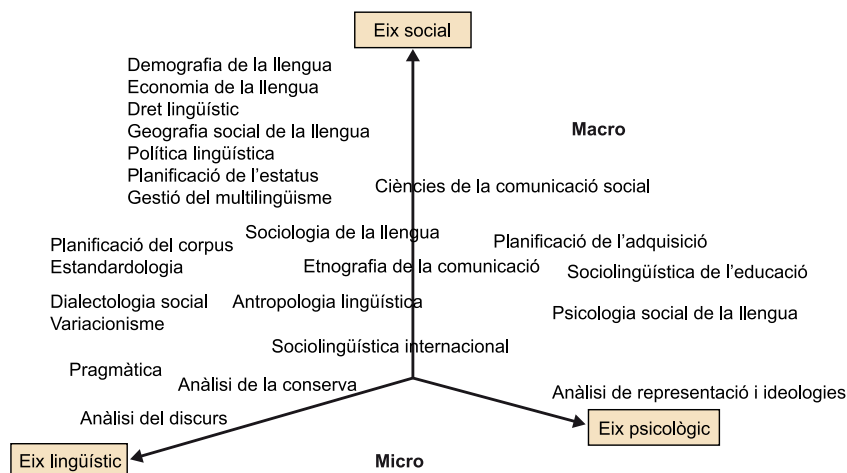 Eix social
Demografia de la llengua
Economia de la llengua
Dret lingüístic
Geografia social de la llengua
Política lingüística
Planificació de l’estatus
Gestió del multilingüisme
Macro
Ciències de la comunicació social
Sociologia de la llengua
Planificació del corpus
Estandardologia
Planificació de l’adquisició
Etnografia de la comunicació
Sociolingüística de l’educació
Dialectologia social
Variacionisme
Antropologia lingüística
Psicologia social de la llengua
Sociolingüística internacional
Pragmàtica
Anàlisi de la conserva
Anàlisi de representació i ideologies
Anàlisi del discurs
Eix psicològic
Eix lingüístic
Micro